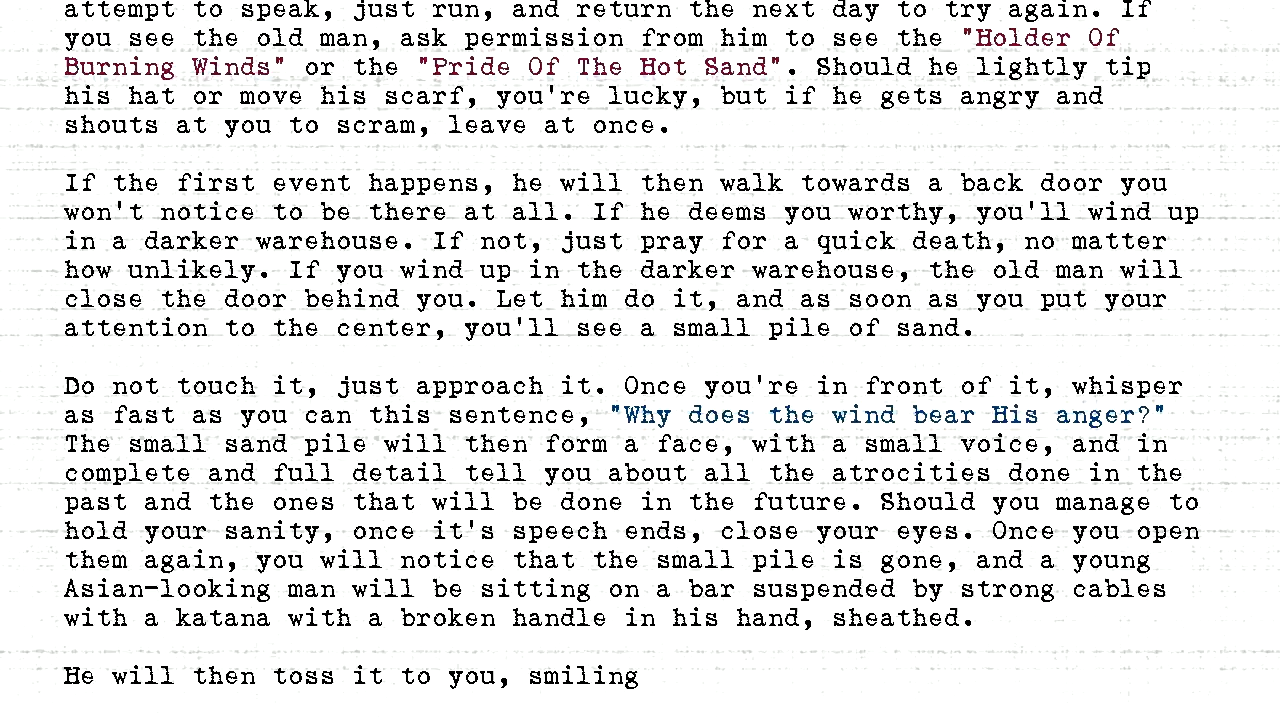 attempt to speak, just run, and return the next day to try again. If
you see the old man, ask permission from him to see the "Holder Of
Burning Winds" or the "Pride Of The Hot Sand". Should he lightly tip
his hat or move his scarf, you're lucky, but if he gets angry and
shouts at you to scram, leave at once.
If the first event happens, he will then walk towards a back door you
won't notice to be there at all. If he deems you worthy, you'll wind up
in a darker warehouse. If not, just pray for a quick death, no matter
how unlikely. If you wind up in the darker warehouse, the old man will
close the door behind you. Let him do it, and as soon as you put your
attention to the center, you'll see a small pile of sand.
Do not touch it, just approach it. Once you're in front of it, whisper
as fast as you can this sentence, "Why does the wind bear His anger?"
The small sand pile will then form a face, with a small voice, and in
complete and full detail tell you about all the atrocities done in the
past and the ones that will be done in the future. Should you manage to
hold your sanity, once it's speech ends, close your eyes. Once you open
them again, you will notice that the small pile is gone, and a young
Asian-looking man will be sitting on a bar suspended by strong cables
with a katana with a broken handle in his hand, sheathed.
He will then toss it to you, smiling